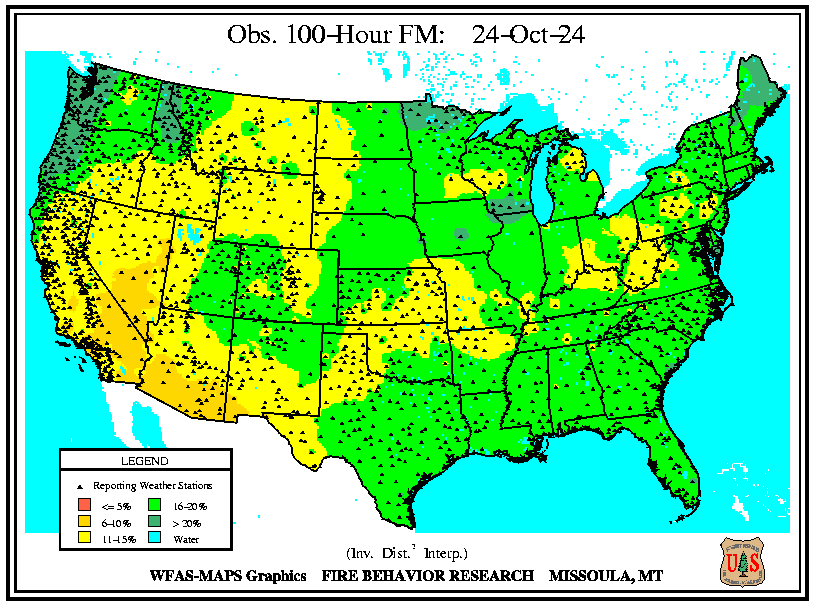 Obs. 100-Hour FM: 24-Oct-24
LEGEND
Reporting Weather Stations
<= 5% 16-20%
6-10% > 20%
11-15% Water
(Inv. Dist.² Interp.)
WFAS-MAPS Graphics FIRE BEHAVIOR RESEARCH MISSOULA, MT
US